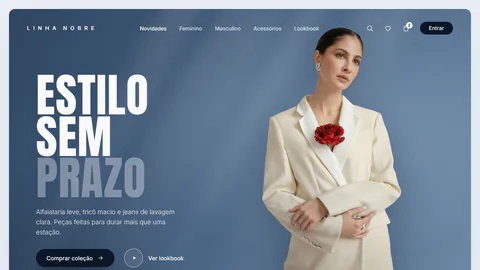 LINHA NOBRE
Novidades Feminino Masculino Acessórios Lookbook
2
Entrar
ESTILO
SEM
PRAZO
Alfaiataria leve, tricô macio e jeans de lavagem
clara. Peças feitas para durar mais que uma
estação.
Comprar coleção →
Ver lookbook